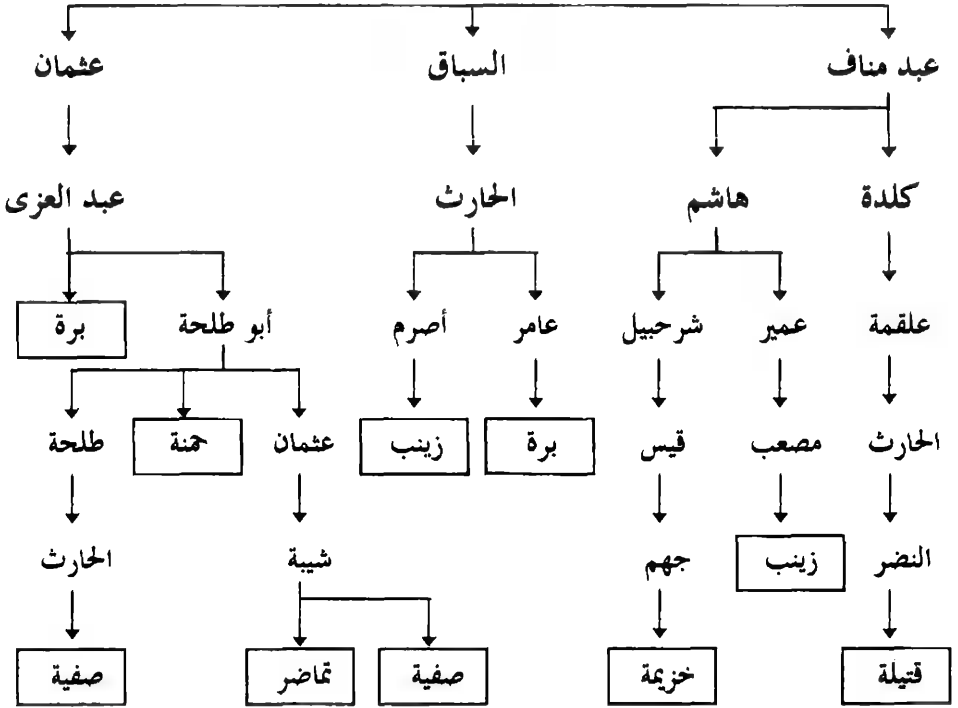 عبد مناف السباق عثمان
كلدة هاشم الحارث عبد العزى
علقمة عمير شرحبيل عامر أصرم أبو طلحة برة
الحارث مصعب قيس برة زينب عثمان حمنة طلحة
النضر زينب جهم شيبة الحارث
قتيلة خزيمة صفية تماضر صفية